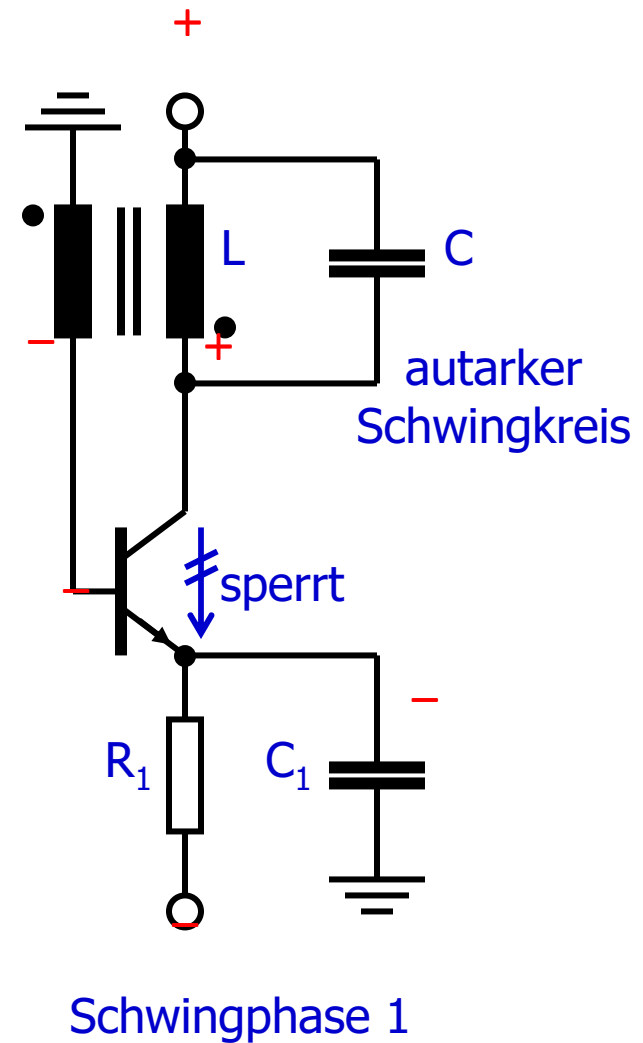 +
L
C
−
+
autarker
Schwingkreis
−
sperrt
−
R₁
C₁
−
Schwingphase 1